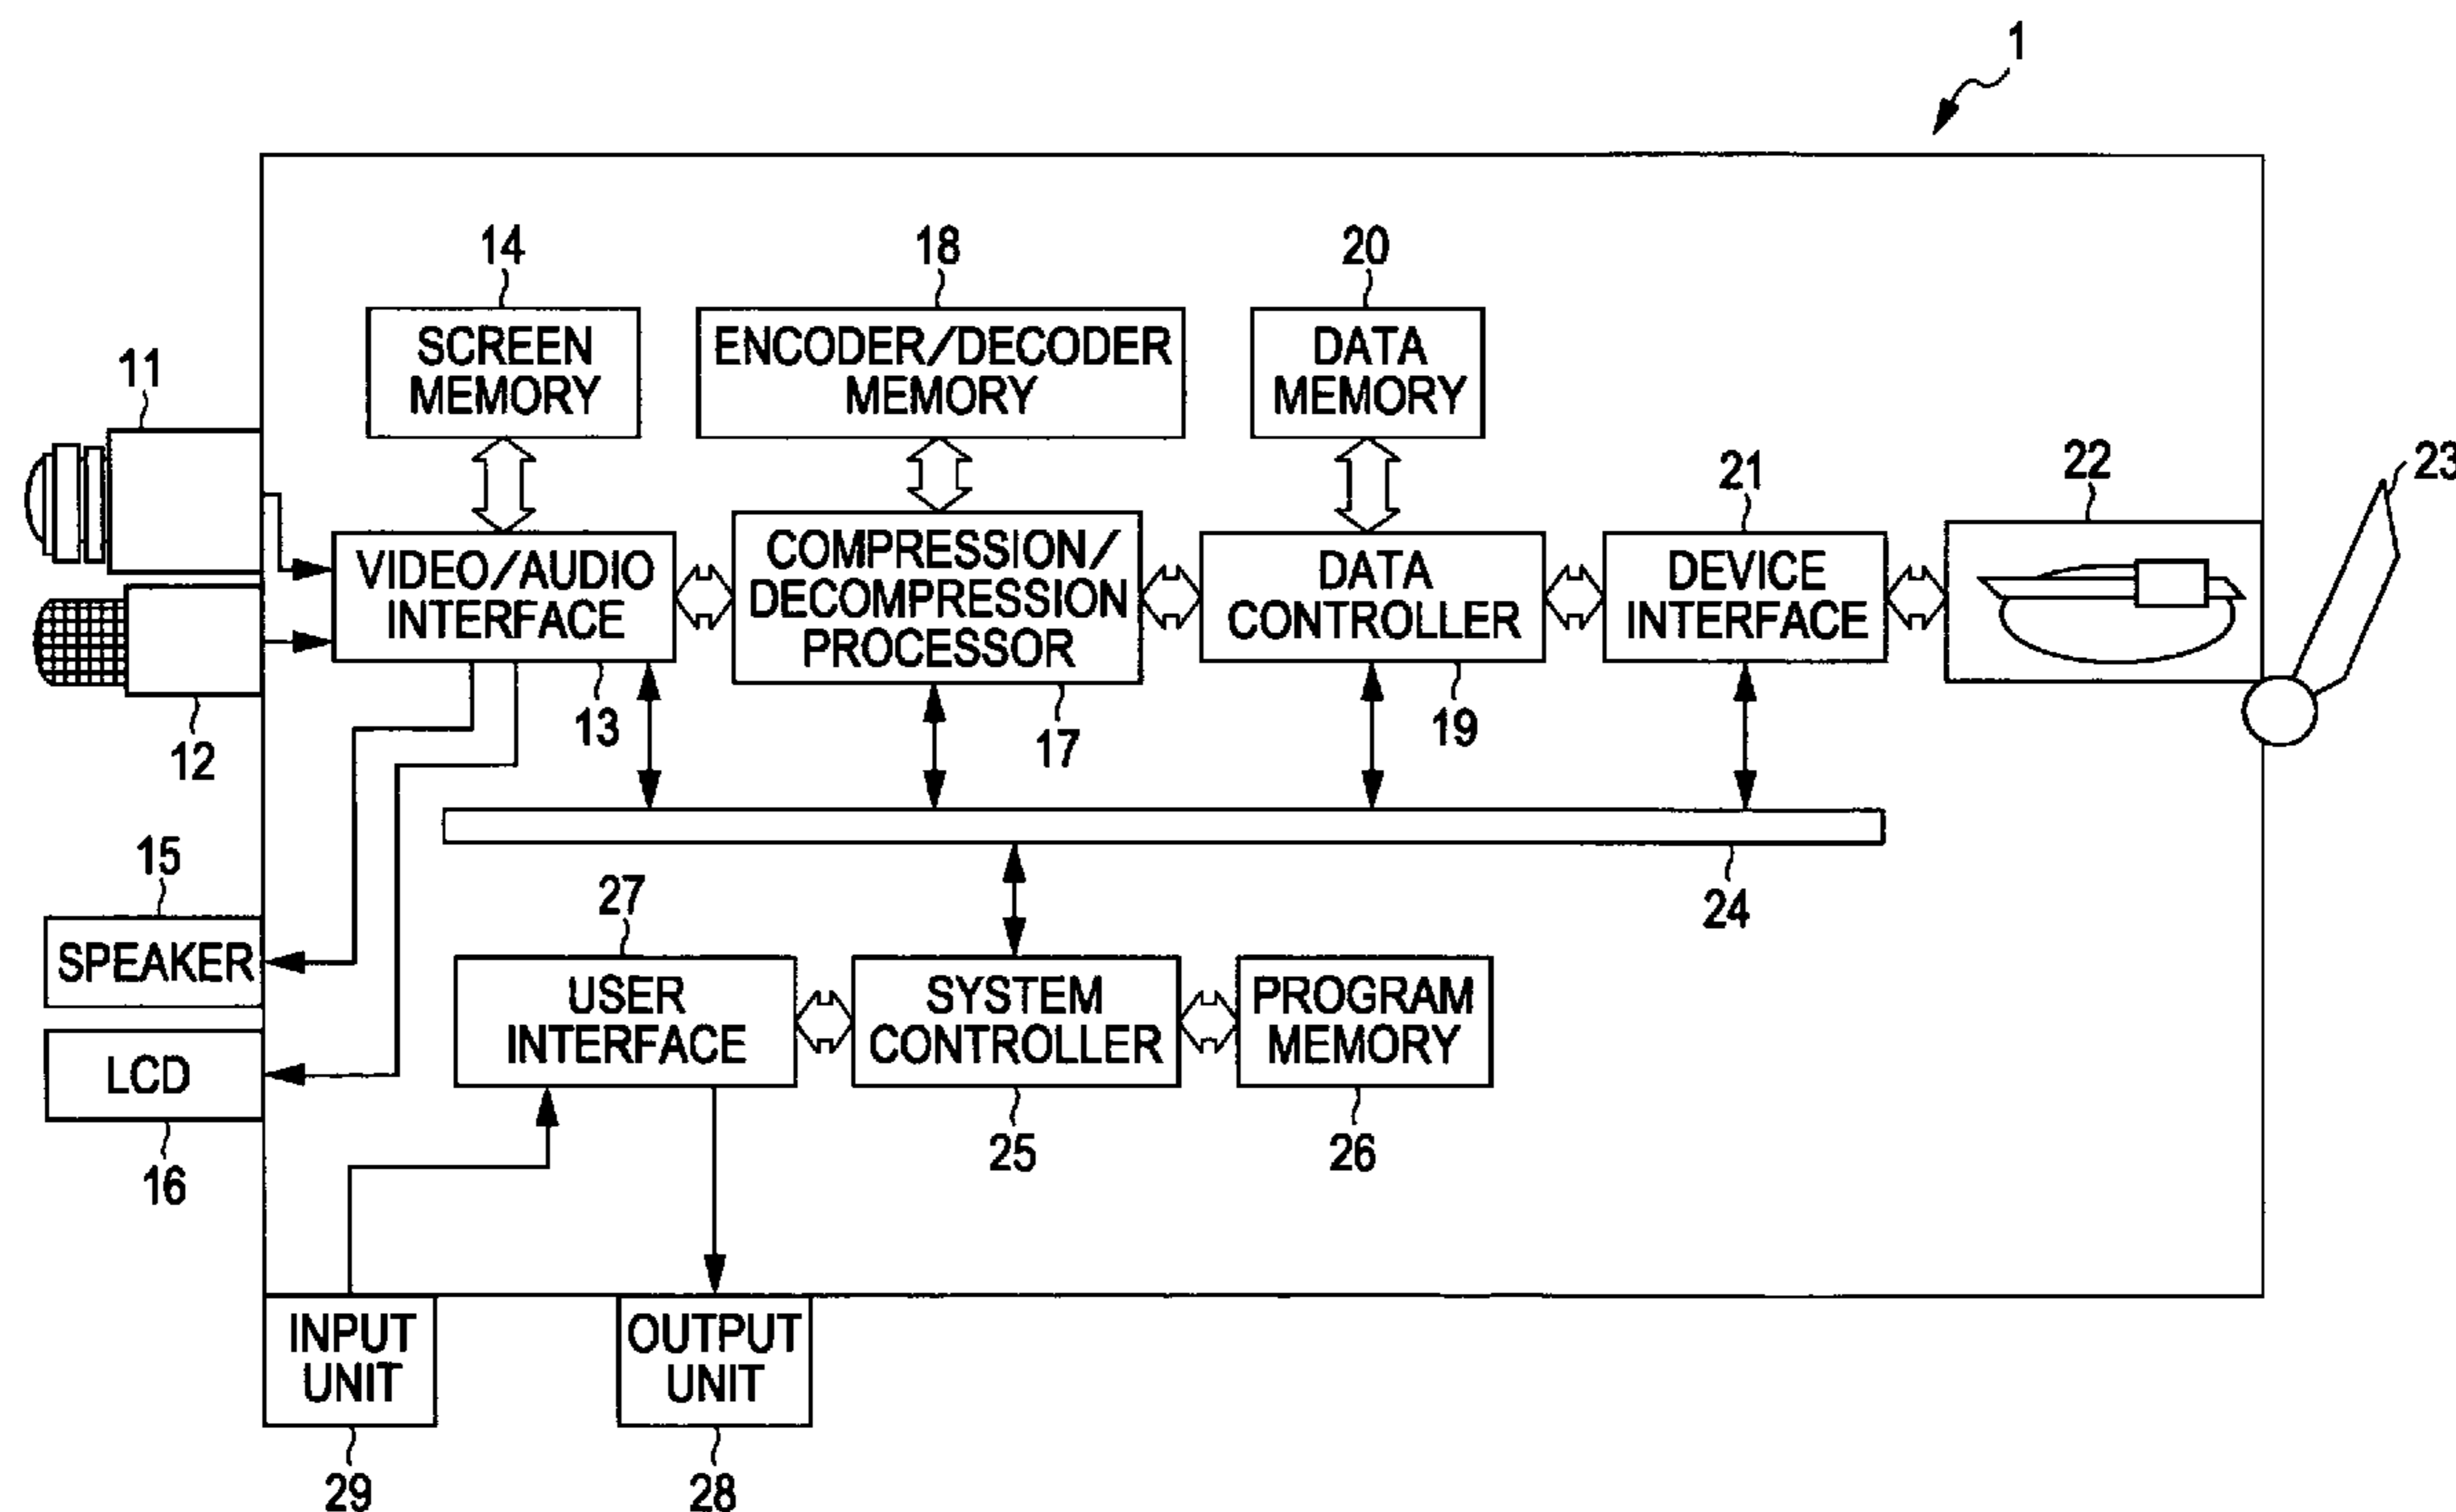 1
14
18
20
SCREEN
MEMORY
ENCODER/DECODER
MEMORY
DATA
MEMORY
11
21
22
23
VIDEO/AUDIO
INTERFACE
COMPRESSION/
DECOMPRESSION
PROCESSOR
DATA
CONTROLLER
DEVICE
INTERFACE
12
13
17
19
15
27
24
SPEAKER
USER
INTERFACE
SYSTEM
CONTROLLER
PROGRAM
MEMORY
LCD
16
25
26
INPUT
UNIT
OUTPUT
UNIT
29
28